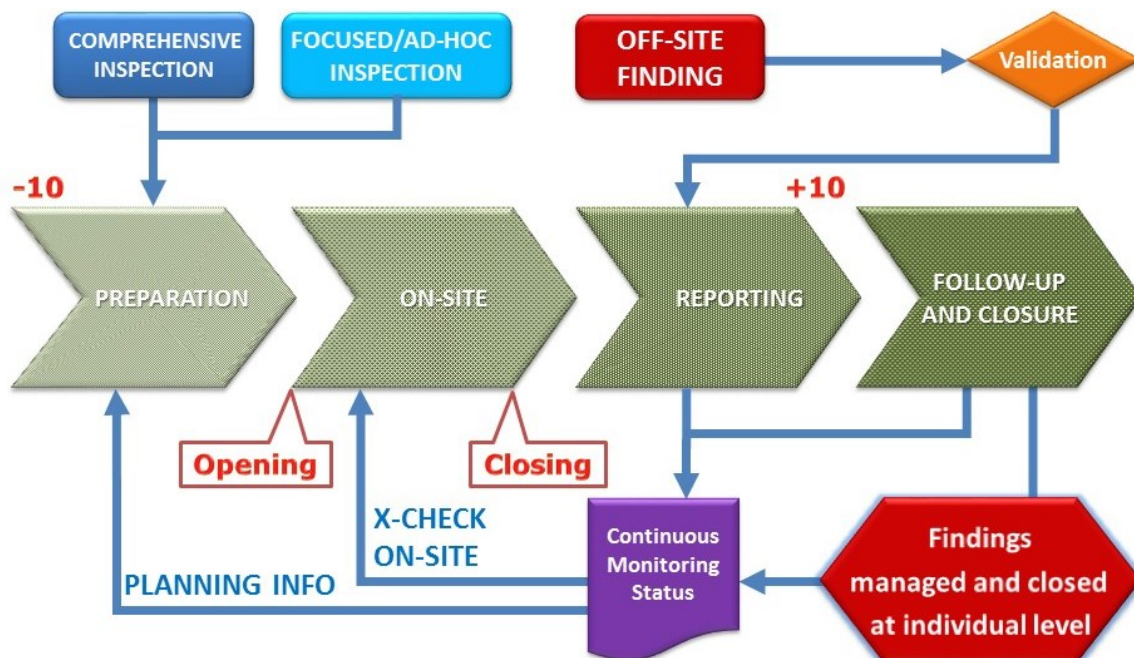 COMPREHENSIVE
INSPECTION
FOCUSED/AD-HOC
INSPECTION
OFF-SITE
FINDING
Validation
-10
+10
PREPARATION
ON-SITE
REPORTING
FOLLOW-UP
AND CLOSURE
Opening
Closing
X-CHECK
ON-SITE
PLANNING INFO
Continuous
Monitoring
Status
Findings
managed and closed
at individual level